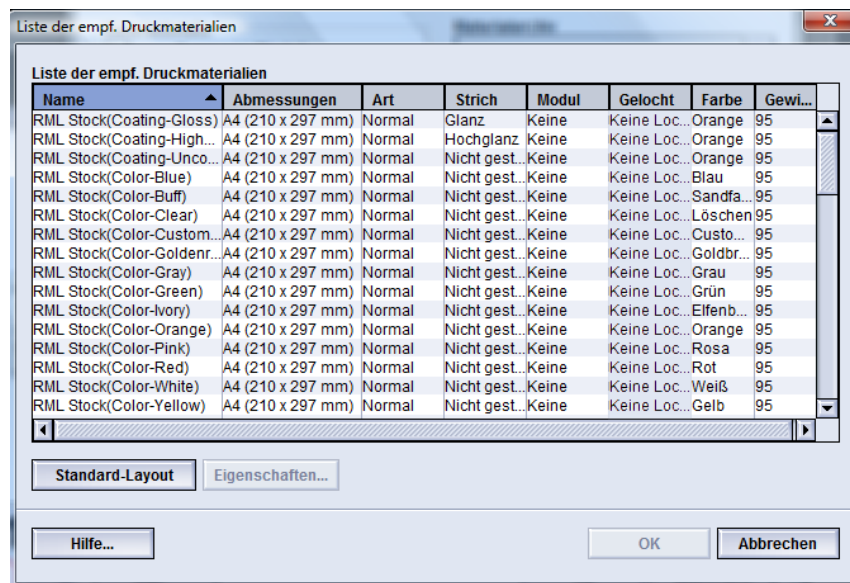 Liste der empf. Druckmaterialien
Liste der empf. Druckmaterialien
Name Abmessungen Art Strich Modul Gelocht Farbe Gewi...
RML Stock(Coating-Gloss) A4 (210 x 297 mm) Normal Glanz Keine Keine Loc... Orange 95
RML Stock(Coating-High... A4 (210 x 297 mm) Normal Hochglanz Keine Keine Loc... Orange 95
RML Stock(Coating-Unco... A4 (210 x 297 mm) Normal Nicht gest... Keine Keine Loc... Orange 95
RML Stock(Color-Blue) A4 (210 x 297 mm) Normal Nicht gest... Keine Keine Loc... Blau 95
RML Stock(Color-Buff) A4 (210 x 297 mm) Normal Nicht gest... Keine Keine Loc... Sandfa... 95
RML Stock(Color-Clear) A4 (210 x 297 mm) Normal Nicht gest... Keine Keine Loc... Löschen 95
RML Stock(Color-Custom... A4 (210 x 297 mm) Normal Nicht gest... Keine Keine Loc... Custo... 95
RML Stock(Color-Goldenr... A4 (210 x 297 mm) Normal Nicht gest... Keine Keine Loc... Goldbr... 95
RML Stock(Color-Gray) A4 (210 x 297 mm) Normal Nicht gest... Keine Keine Loc... Grau 95
RML Stock(Color-Green) A4 (210 x 297 mm) Normal Nicht gest... Keine Keine Loc... Grün 95
RML Stock(Color-Ivory) A4 (210 x 297 mm) Normal Nicht gest... Keine Keine Loc... Elfenb... 95
RML Stock(Color-Orange) A4 (210 x 297 mm) Normal Nicht gest... Keine Keine Loc... Orange 95
RML Stock(Color-Pink) A4 (210 x 297 mm) Normal Nicht gest... Keine Keine Loc... Rosa 95
RML Stock(Color-Red) A4 (210 x 297 mm) Normal Nicht gest... Keine Keine Loc... Rot 95
RML Stock(Color-White) A4 (210 x 297 mm) Normal Nicht gest... Keine Keine Loc... Weiß 95
RML Stock(Color-Yellow) A4 (210 x 297 mm) Normal Nicht gest... Keine Keine Loc... Gelb 95
Standard-Layout Eigenschaften...
Hilfe... OK Abbrechen